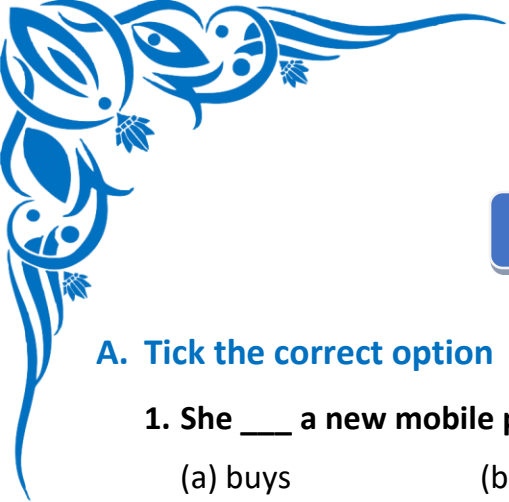 A. Tick the correct option
1. She ___ a new mobile
(a) buys (b